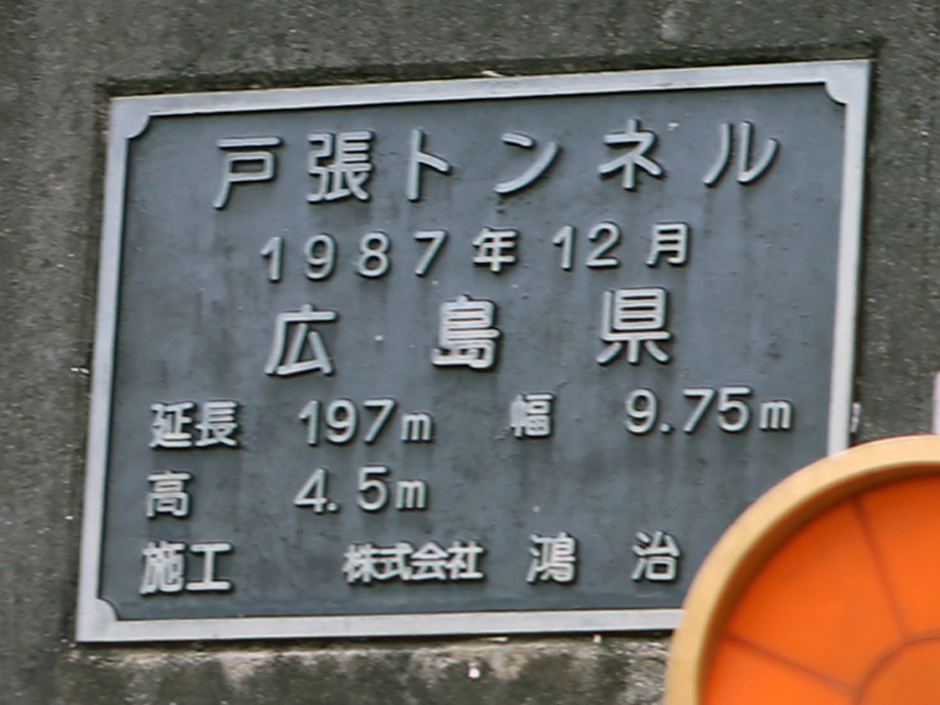 戸張トンネル
1987年12月
広島県
延長 197m 幅 9.75m
高 4.5m
施工 株式会社 鴻治